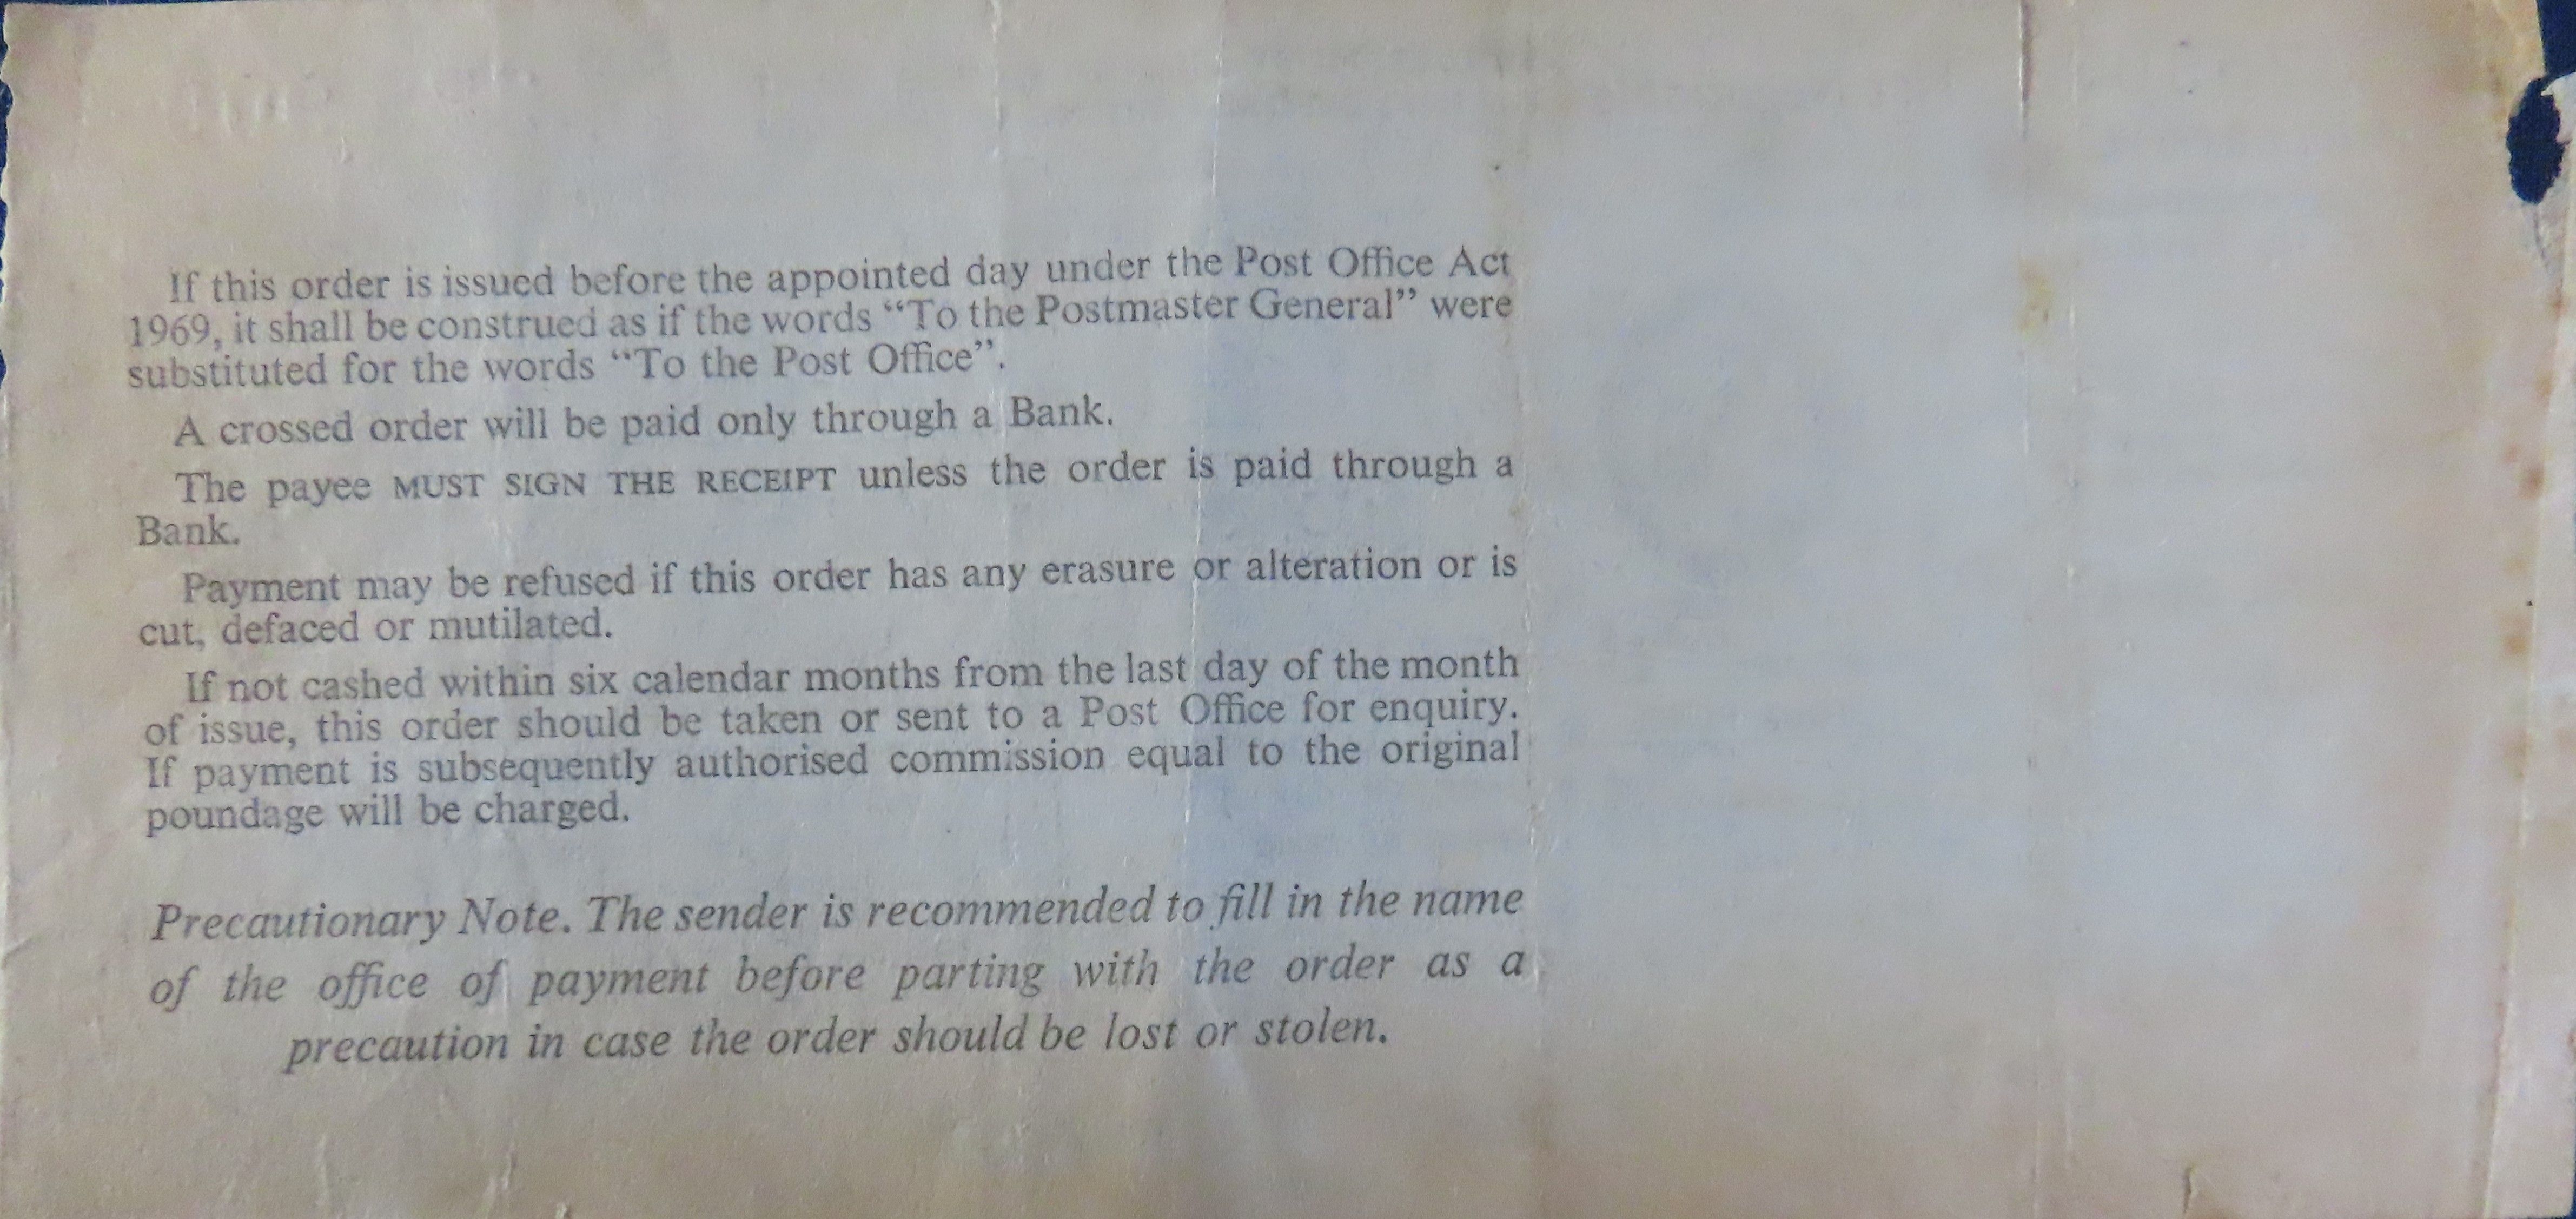 If this order is issued before the appointed day under the Post Office Act
1969, it shall be construed as if the words “To the Postmaster General” were
substituted for the words “To the Post Office”.
A crossed order will be paid only through a Bank.
The payee MUST SIGN THE RECEIPT unless the order is paid through a
Bank.
Payment may be refused if this order has any erasure or alteration or is
cut, defaced or mutilated.
If not cashed within six calendar months from the last day of the month
of issue, this order should be taken or sent to a Post Office for enquiry.
If payment is subsequently authorised commission equal to the original
poundage will be charged.
Precautionary Note. The sender is recommended to fill in the name
of the office of payment before parting with the order as a
precaution in case the order should be lost or stolen.